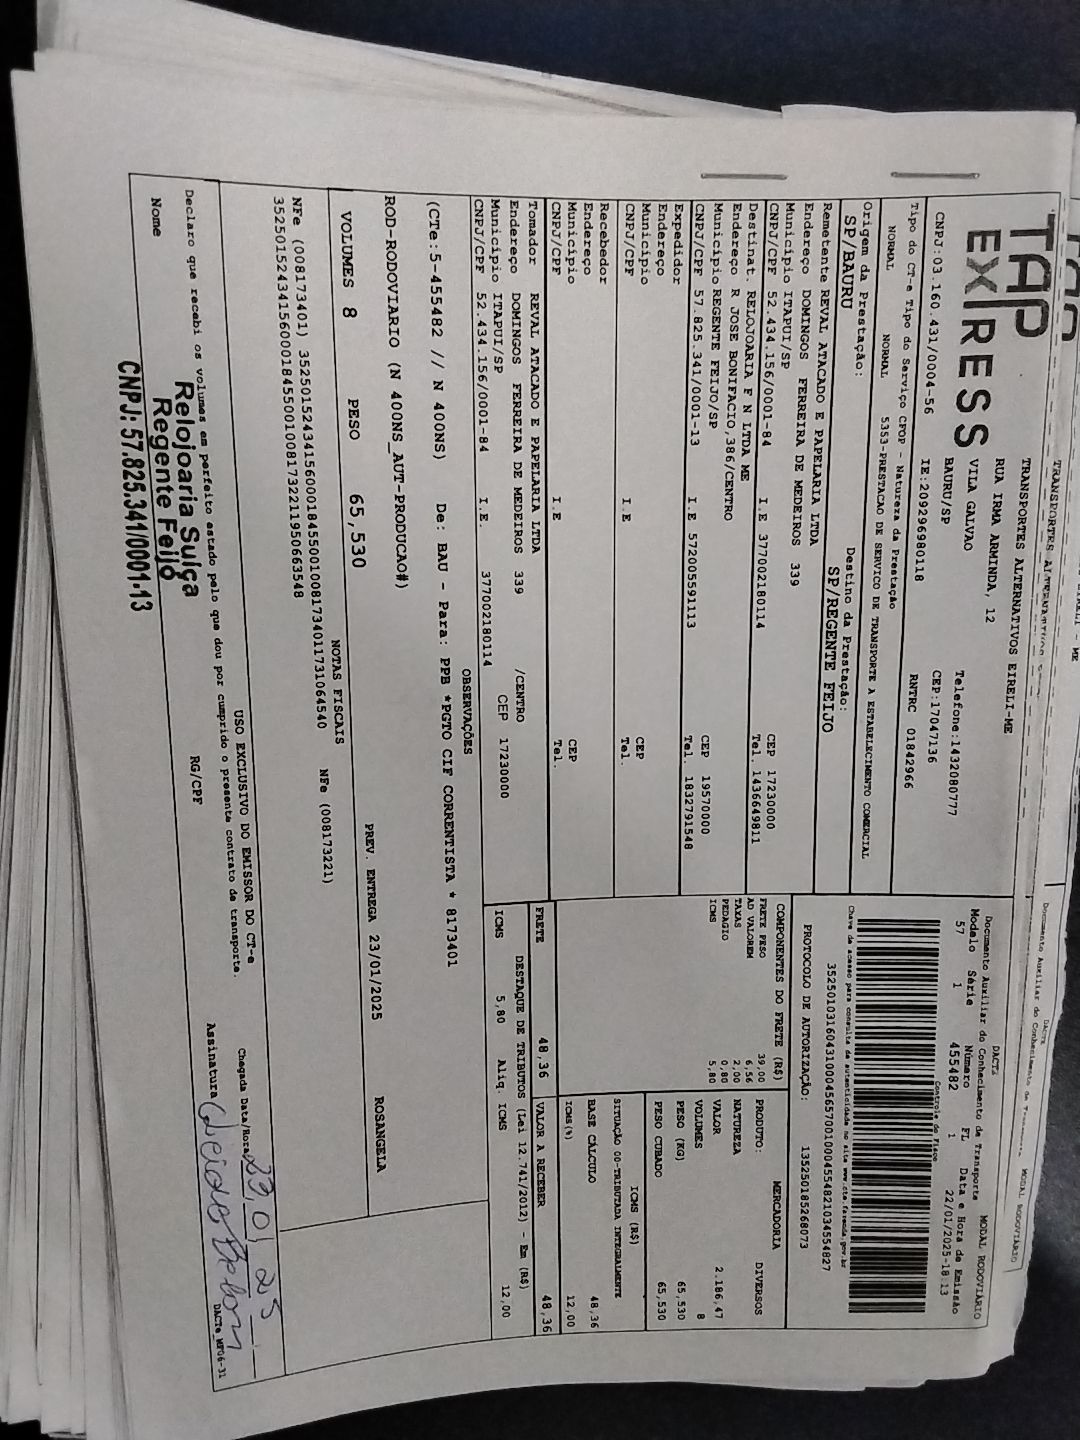 TAP
EXPRESS
TRANSPORTES ALTERNATIVOS EIRELI-ME
RUA IRMA ARMINDA, 12
VILA GALVAO
BAURU/SP
Telefone:1432080777
CEP:17047136
CNPJ:03.160.431/0004-56
IE:209296980118
RNTRC 01842966
Tipo do CT-e Tipo do Serviço CFOP - Natureza da Prestação
NORMAL NORMAL 5353-PRESTACAO DE SERVICO DE TRANSPORTE A ESTABELECIMENTO COMERCIAL
Origem da Prestação: Destino da Prestação:
SP/BAURU SP/REGENTE FEIJO
DACTE
Documento Auxiliar do Conhecimento de Transporte
MODAL RODOVIÁRIO
Modelo Série Número FL Data e Hora de Emissão
57 1 455482 1 22/01/2025-18:13
Controle do Fisco
Chave de acesso para consulta de autenticidade no site www.cte.fazenda.gov.br
35250103160431000456570010004554821034554827
PROTOCOLO DE AUTORIZAÇÃO: 135250185268073
Remetente REVAL ATACADO E PAPELARIA LTDA
Endereço DOMINGOS FERREIRA DE MEDEIROS 339
Município ITAPUI/SP CEP 17230000
CNPJ/CPF 52.434.156/0001-84 I.E 377002180114 Tel. 1436649811
Destinat. RELOJOARIA F N LTDA ME
Endereço R JOSE BONIFACIO,386/CENTRO
Município REGENTE FEIJO/SP CEP 19570000
CNPJ/CPF 57.825.341/0001-13 I.E 572005591113 Tel. 1832791548
Expedidor
Endereço
Município CEP
CNPJ/CPF I.E Tel.
Recebedor
Endereço
Município CEP
CNPJ/CPF I.E Tel.
Tomador REVAL ATACADO E PAPELARIA LTDA
Endereço DOMINGOS FERREIRA DE MEDEIROS 339 /CENTRO
Município ITAPUI/SP CEP 17230000
CNPJ/CPF 52.434.156/0001-84 I.E. 377002180114
COMPONENTES DO FRETE (R$)
FRETE PESO 39,00
AD VALOREM 6,56
TAXAS 2,00
PEDAGIO 0,80
ICMS 5,80
MERCADORIA
PRODUTO: DIVERSOS
NATUREZA
VALOR 2.186,47
VOLUMES 8
PESO (KG) 65,530
PESO CUBADO 65,530
ICMS (R$)
SITUAÇÃO 00-TRIBUTADA INTEGRALMENTE
BASE CÁLCULO 48,36
ICMS(%) 12,00
FRETE 48,36 VALOR A RECEBER 48,36
DESTAQUE DE TRIBUTOS (Lei 12.741/2012) - Em (R$)
ICMS 5,80 Aliq. ICMS 12,00
OBSERVAÇÕES
(CTe:5-455482 // N 400NS) De: BAU - Para: PPB *PGTO CIF CORRENTISTA * 8173401
ROD-RODOVIARIO (N 400NS_AUT-PRODUCAO#)
VOLUMES 8 PESO 65,530 PREV. ENTREGA 23/01/2025 ROSANGELA
NOTAS FISCAIS
NFe (008173401) 35250152434156000184550010081734011731064540 NFe (008173221)
35250152434156000184550010081732211950663548
USO EXCLUSIVO DO EMISSOR DO CT-e
Declaro que recebi os volumes em perfeito estado pelo que dou por cumprido o presente contrato de transporte.
Chegada Data/Hora 23,01,25
Nome RG/CPF Assinatura
Relojoaria Suiça
Regente Feijó
CNPJ: 57.825.341/0001-13
DACTe_MF06-31